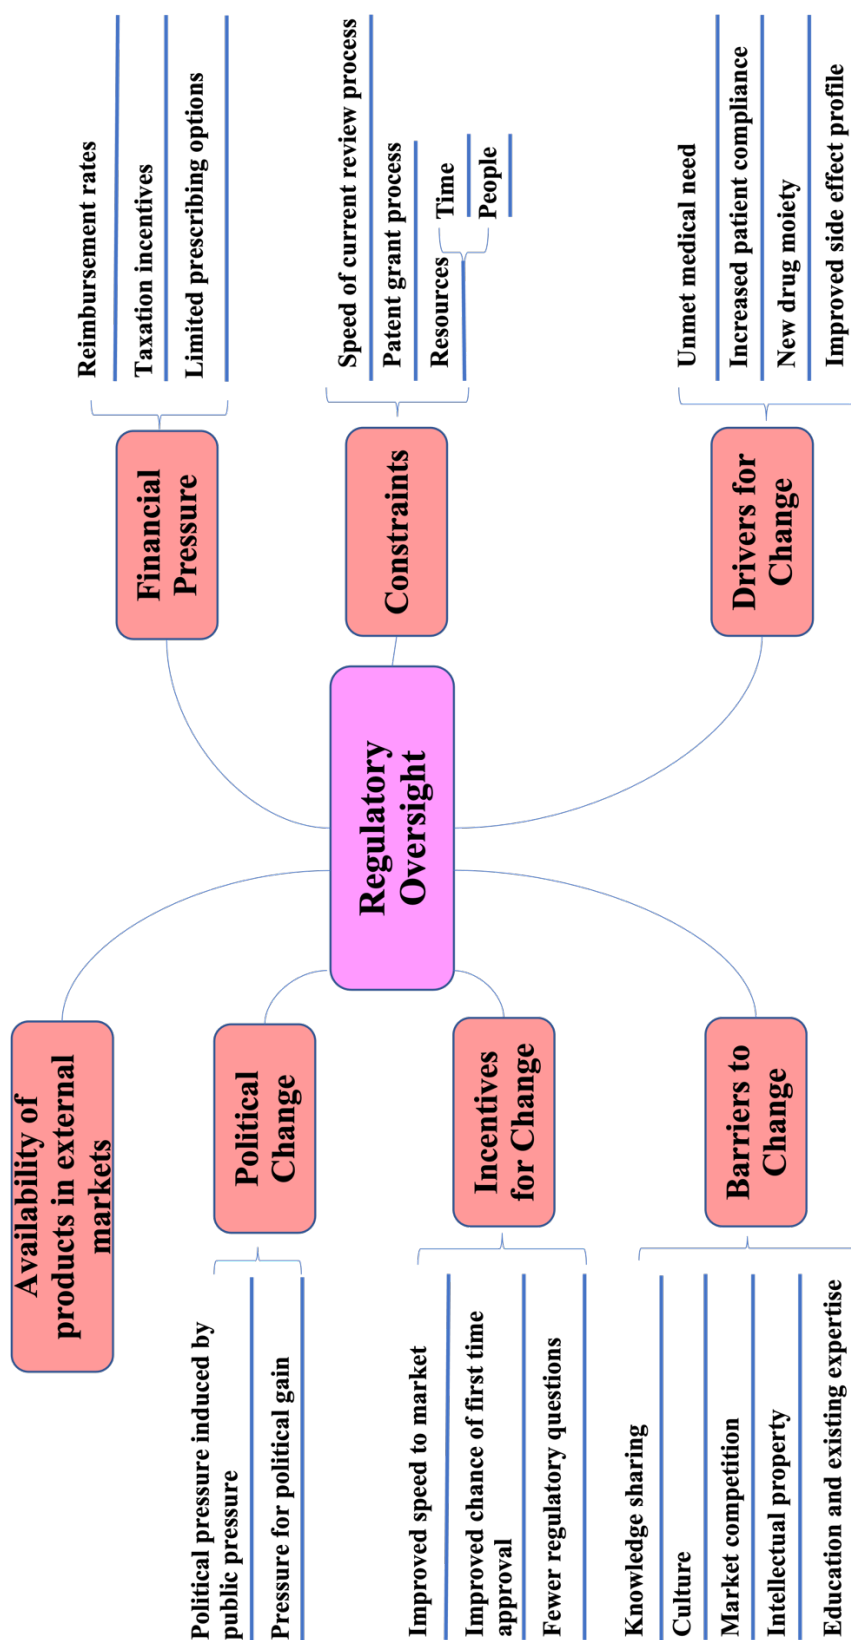 Availability of
products in external
markets
Political pressure induced by
public pressure
Pressure for political gain
Political
Change
Improved speed to market
Improved chance of first time
approval
Fewer regulatory questions
Incentives
for Change
Knowledge sharing
Culture
Market competition
Intellectual property
Education and existing expertise
Barriers to
Change
Regulatory
Oversight
Financial
Pressure
Reimbursement rates
Taxation incentives
Limited prescribing options
Constraints
Speed of current review process
Patent grant process
Resources
Time
People
Drivers for
Change
Unmet medical need
Increased patient compliance
New drug moiety
Improved side effect profile